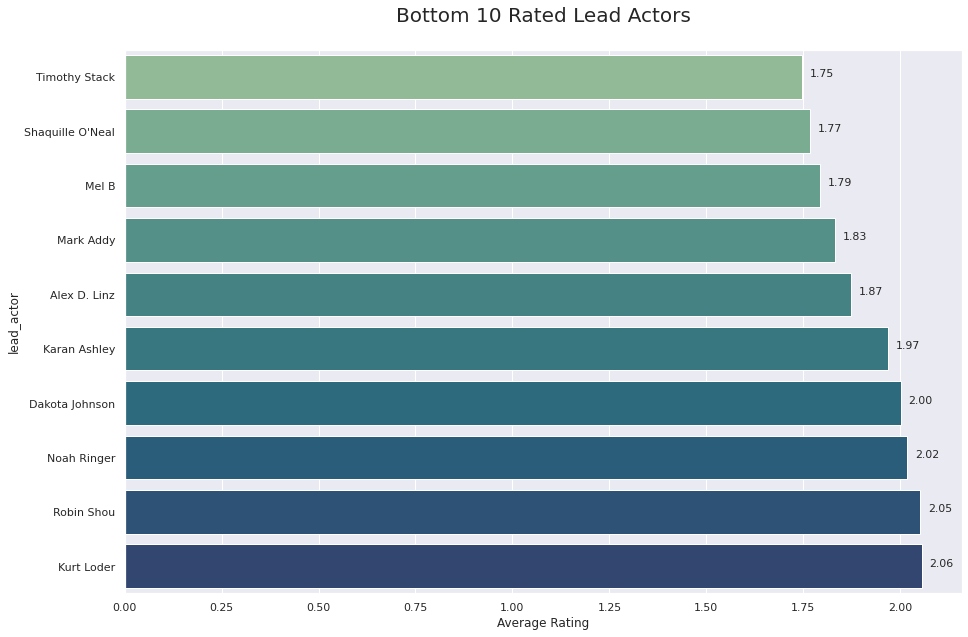 Bottom 10 Rated Lead Actors
Timothy Stack
1.75
Shaquille O'Neal
1.77
Mel B
1.79
Mark Addy
1.83
Alex D. Linz
1.87
lead_actor
Karan Ashley
1.97
Dakota Johnson
2.00
Noah Ringer
2.02
Robin Shou
2.05
Kurt Loder
2.06
0.00 0.25 0.50 0.75 1.00 1.25 1.50 1.75 2.00
Average Rating